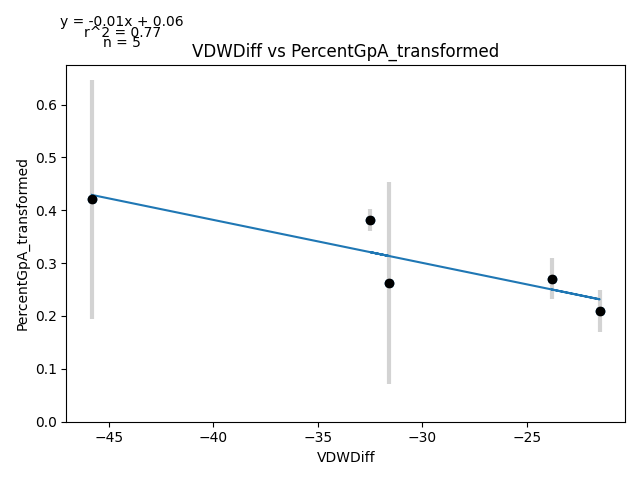 y = -0.01x + 0.06
r^2 = 0.77
n = 5
VDWDiff vs PercentGpA_transformed
PercentGpA_transformed
0.6
0.5
0.4
0.3
0.2
0.1
0.0
−45
−40
−35
−30
−25
VDWDiff